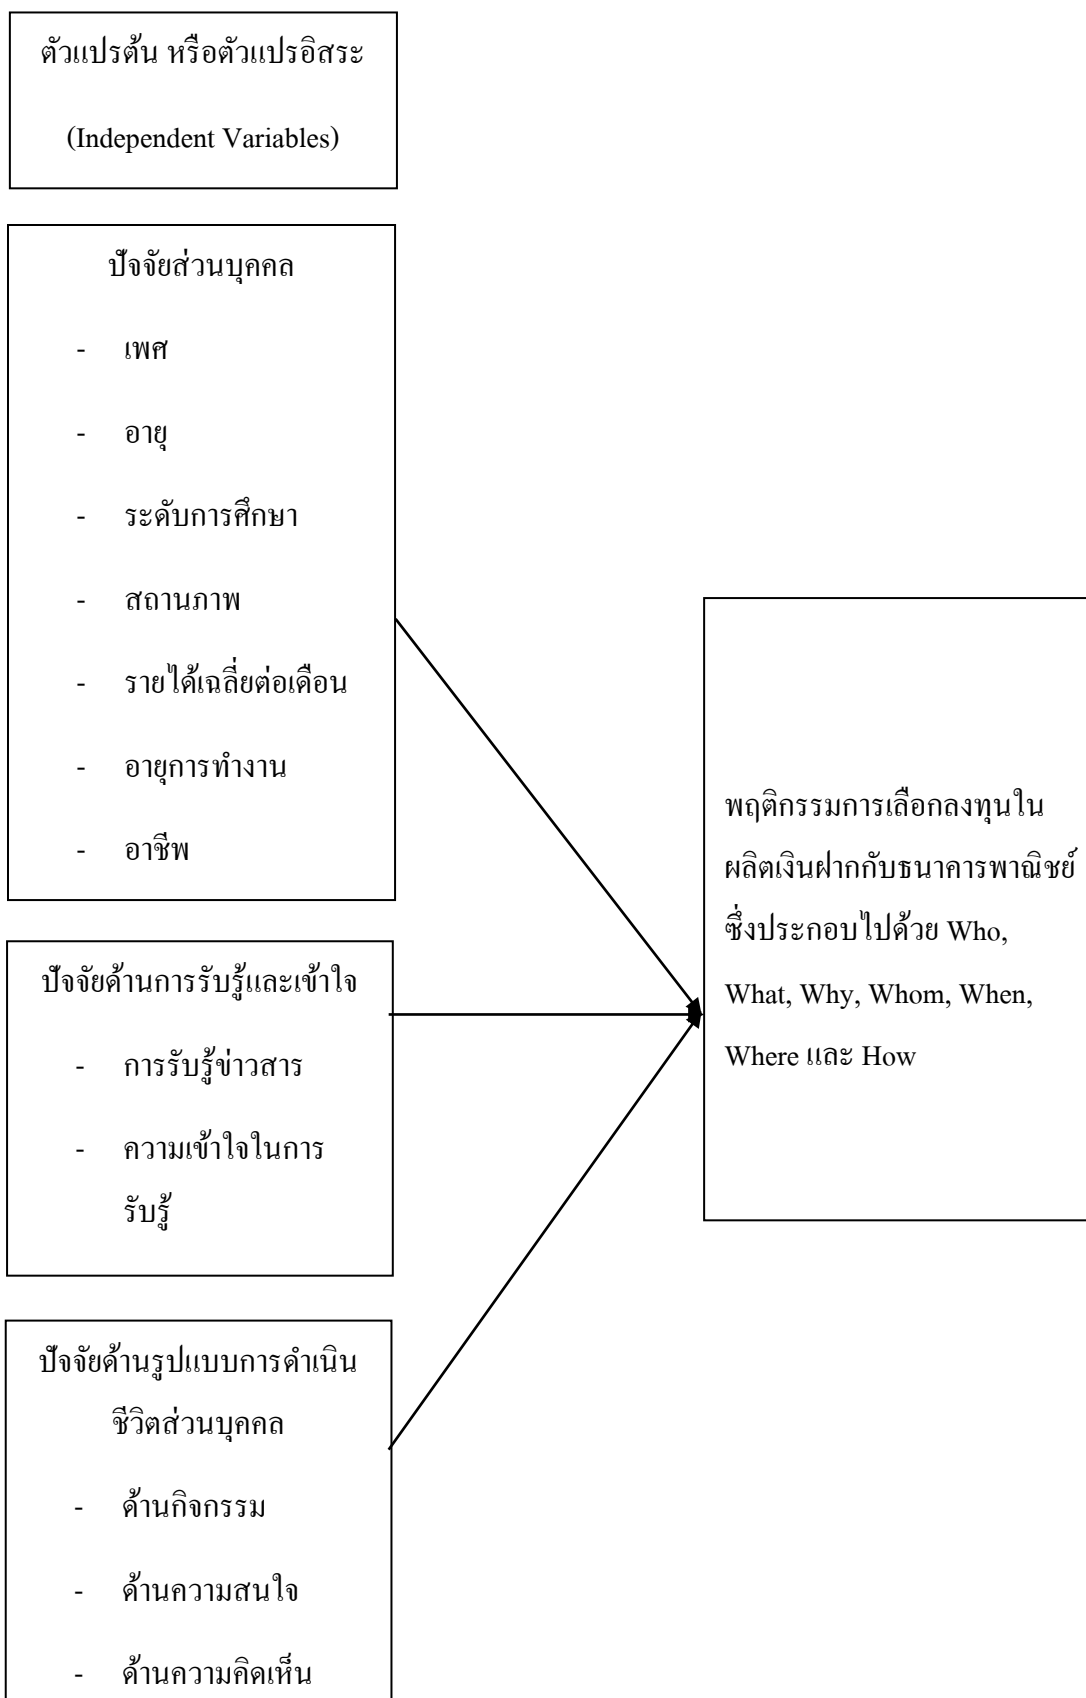 ตัวแปรต้น หรือตัวแปรอิสระ
(Independent Variables)
ปัจจัยส่วนบุคคล
- เพศ
- อายุ
- ระดับการศึกษา
- สถานภาพ
- รายได้เฉลี่ยต่อเดือน
- อายุการทำงาน
- อาชีพ
ปัจจัยด้านการรับรู้และเข้าใจ
- การรับรู้ข่าวสาร
- ความเข้าใจในการ
รับรู้
ปัจจัยด้านรูปแบบการดำเนิน
ชีวิตส่วนบุคคล
- ด้านกิจกรรม
- ด้านความสนใจ
- ด้านความคิดเห็น
พฤติกรรมการเลือกลงทุนใน
ผลิตเงินฝากกับธนาคารพาณิชย์
ซึ่งประกอบไปด้วย Who,
What, Why, Whom, When,
Where และ How